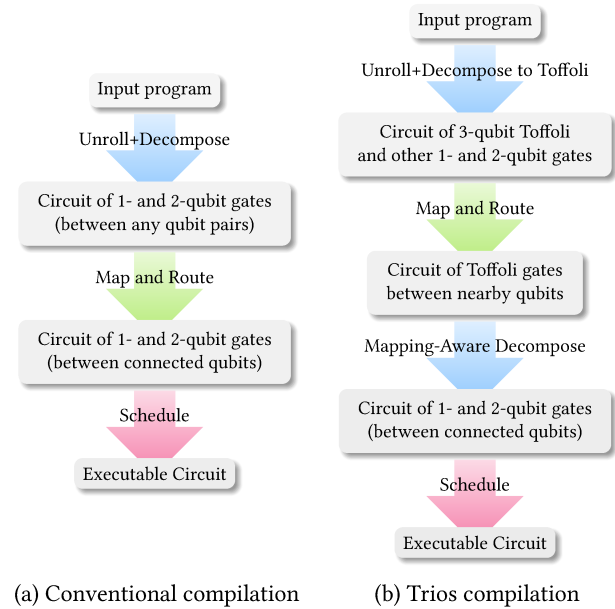 Input program
Unroll+Decompose
Circuit of 1- and 2-qubit gates
(between any qubit pairs)
Map and Route
Circuit of 1- and 2-qubit gates
(between connected qubits)
Schedule
Executable Circuit
(a) Conventional compilation
Input program
Unroll+Decompose to Toffoli
Circuit of 3-qubit Toffoli
and other 1- and 2-qubit gates
Map and Route
Circuit of Toffoli gates
between nearby qubits
Mapping-Aware Decompose
Circuit of 1- and 2-qubit gates
(between connected qubits)
Schedule
Executable Circuit
(b) Trios compilation